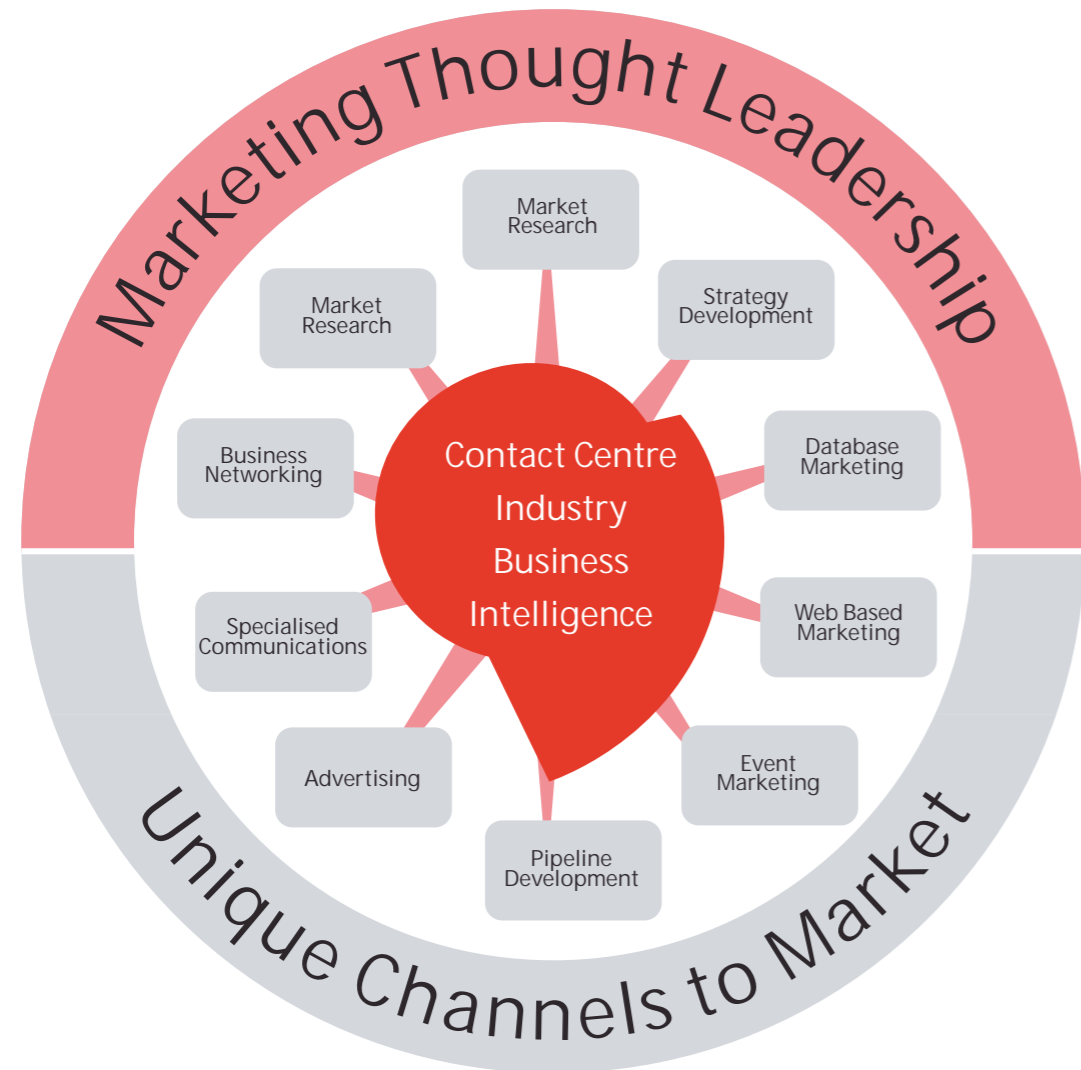 Marketing Thought Leadership
Market
Research
Strategy
Development
Market
Research
Database
Marketing
Business
Networking
Contact Centre
Industry
Business
Intelligence
Web Based
Marketing
Specialised
Communications
Event
Marketing
Advertising
Pipeline
Development
Unique Channels to Market